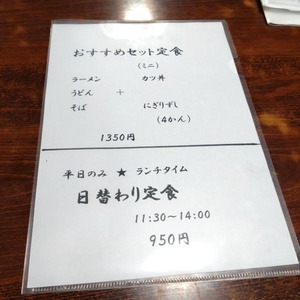 おすすめセット定食
(ミニ)
ラーメン カツ丼
うどん +
そば にぎりずし
(4かん)
1350円
平日のみ ★ ランチタイム
日替わり定食
11:30〜14:00
950円